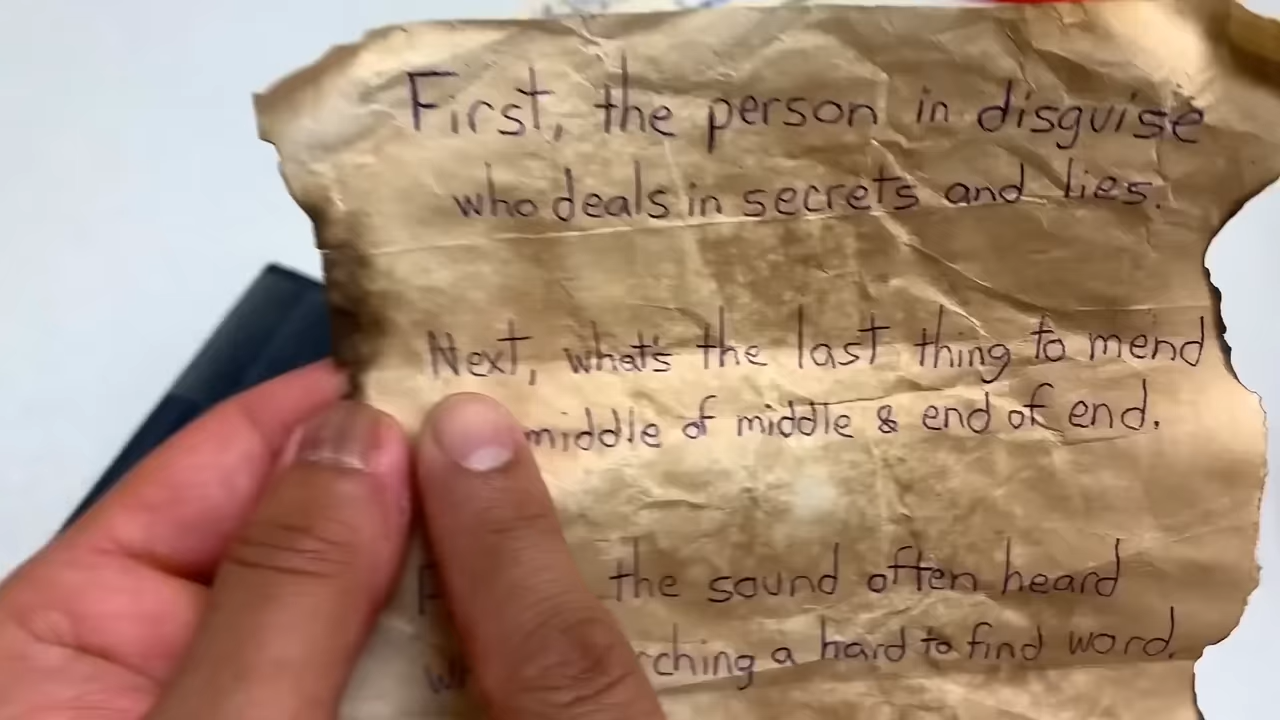 First, the person in disguise
who deals in secrets and lies.
Next, what's the last thing to mend
middle of middle & end of end.
the sound often heard
a hard to find word.